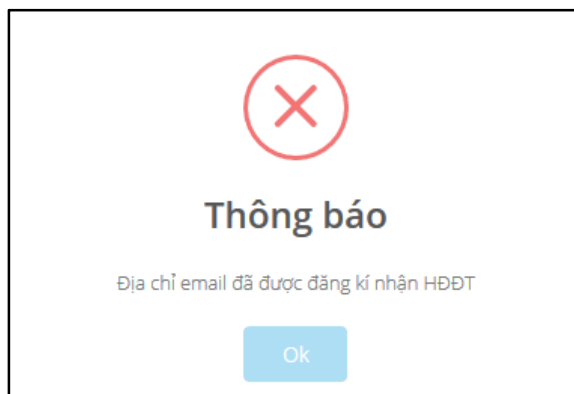 Thông báo
Địa chỉ email đã được đăng kí nhận HĐĐT
Ok